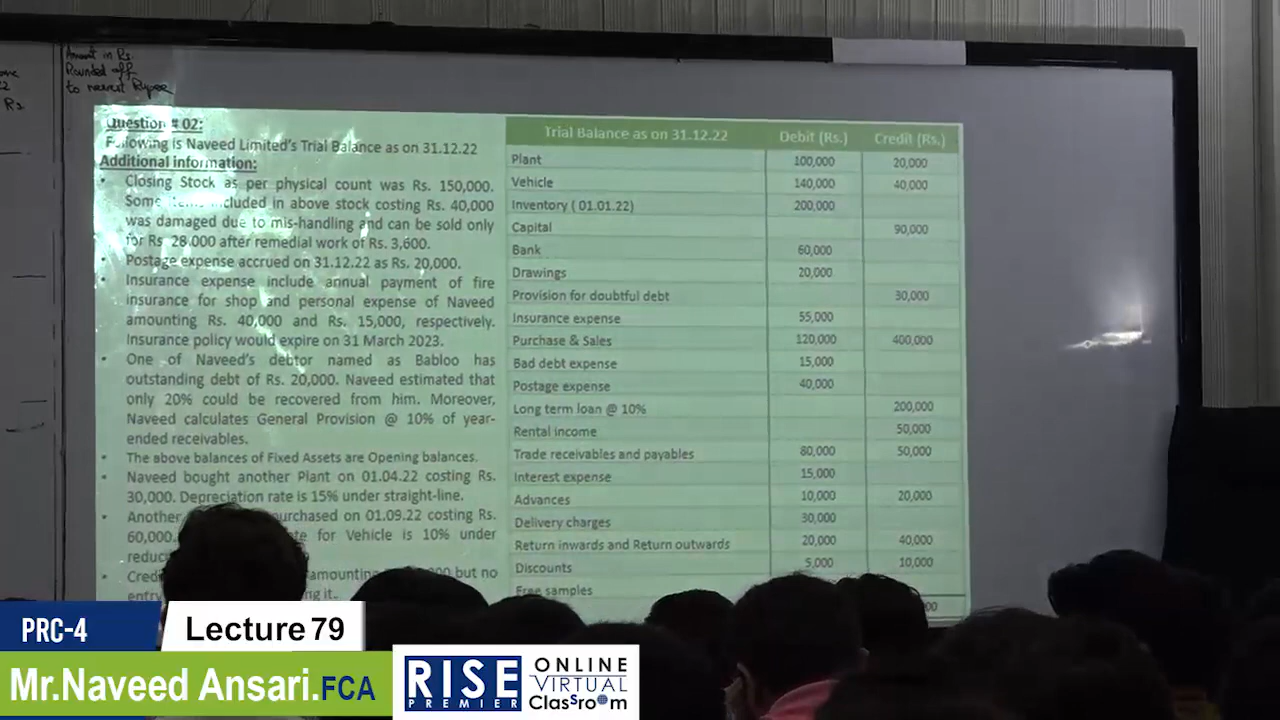 Amount in Rs.
Rounded off
to nearest Rupee
Rs
Question # 02:
Following is Naveed Limited's Trial Balance as on 31.12.22
Additional information:
• Closing Stock as per physical count was Rs. 150,000.
Some items included in above stock costing Rs. 40,000
was damaged due to mis-handling and can be sold only
for Rs. 28,000 after remedial work of Rs. 3,600.
• Postage expense accrued on 31.12.22 as Rs. 20,000.
• Insurance expense include annual payment of fire
insurance for shop and personal expense of Naveed
amounting Rs. 40,000 and Rs. 15,000, respectively.
Insurance policy would expire on 31 March 2023.
• One of Naveed's debtor named as Babloo has
outstanding debt of Rs. 20,000. Naveed estimated that
only 20% could be recovered from him. Moreover,
Naveed calculates General Provision @ 10% of year-
ended receivables.
• The above balances of Fixed Assets are Opening balances.
• Naveed bought another Plant on 01.04.22 costing Rs.
30,000. Depreciation rate is 15% under straight-line.
• Another purchased on 01.09.22 costing Rs.
60,000. for Vehicle is 10% under
• amounting but no
Trial Balance as on 31.12.22 Debit (Rs.) Credit (Rs.)
Plant 100,000 20,000
Vehicle 140,000 40,000
Inventory ( 01.01.22) 200,000
Capital 90,000
Bank 60,000
Drawings 20,000
Provision for doubtful debt 30,000
Insurance expense 55,000
Purchase & Sales 120,000 400,000
Bad debt expense 15,000
Postage expense 40,000
Long term loan @ 10% 200,000
Rental income 50,000
Trade receivables and payables 80,000 50,000
Interest expense 15,000
Advances 10,000 20,000
Delivery charges 30,000
Return inwards and Return outwards 20,000 40,000
Discounts 5,000 10,000
Free samples
PRC-4 Lecture 79
Mr.Naveed Ansari.FCA
RISE PREMIER
ONLINE
VIRTUAL
ClassRoom